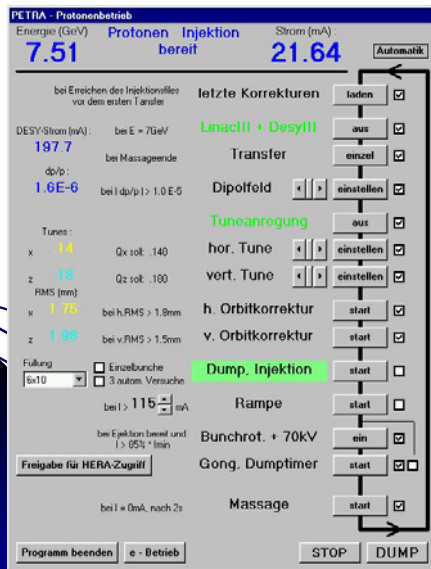 PETRA - Protonenbetrieb
Energie (GeV) Protonen Injektion Strom (mA) :
7.51 bereit 21.64 Automatik
bei Erreichen des Injektionsfiles letzte Korrekturen laden
vor dem ersten Tansfer
DESY-Strom (mA) : bei E = 7GeV LinacIII + DesyIII aus
197.7 bei Massageende Transfer einzel
dp/p :
1.6E-6 bei I dp/p I > 1.0 E-5 Dipolfeld einstellen
Tuneanregung aus
Tunes :
x .14 Qx soll: .140 hor. Tune einstellen
z .18 Qz soll: .180 vert. Tune einstellen
RMS (mm):
x 1.75 bei h.RMS > 1.8mm h. Orbitkorrektur start
z 1.98 bei v.RMS > 1.5mm v. Orbitkorrektur start
Füllung Einzelbunche Dump, Injektion start
6x10 3 autom. Versuche
bei I > 115 mA Rampe start
bei Ejektion bereit und Bunchrot. + 70kV ein
I > 85% * Imin
Freigabe für HERA-Zugriff Gong, Dumptimer start
bei I = 0mA, nach 2s Massage start
Programm beenden e - Betrieb STOP DUMP